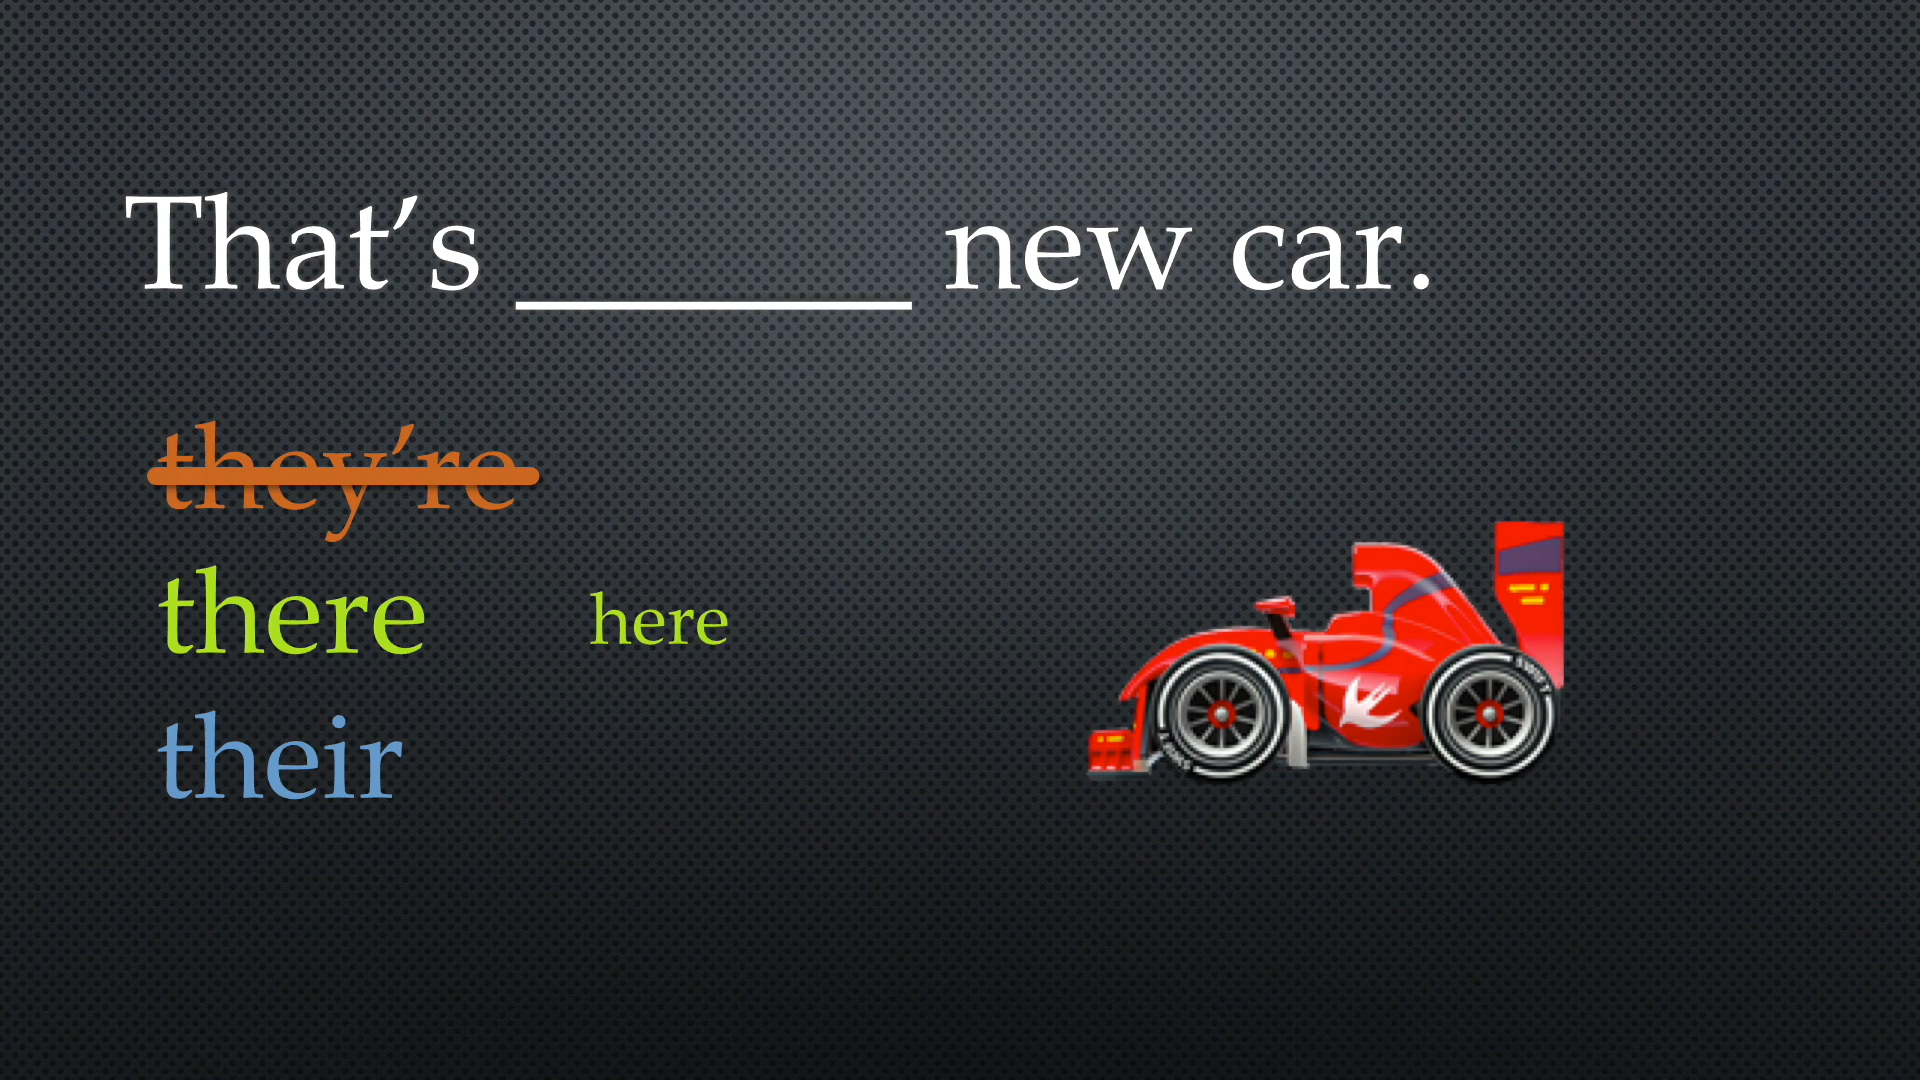 That’s ______ new car.
they’re
there here
their